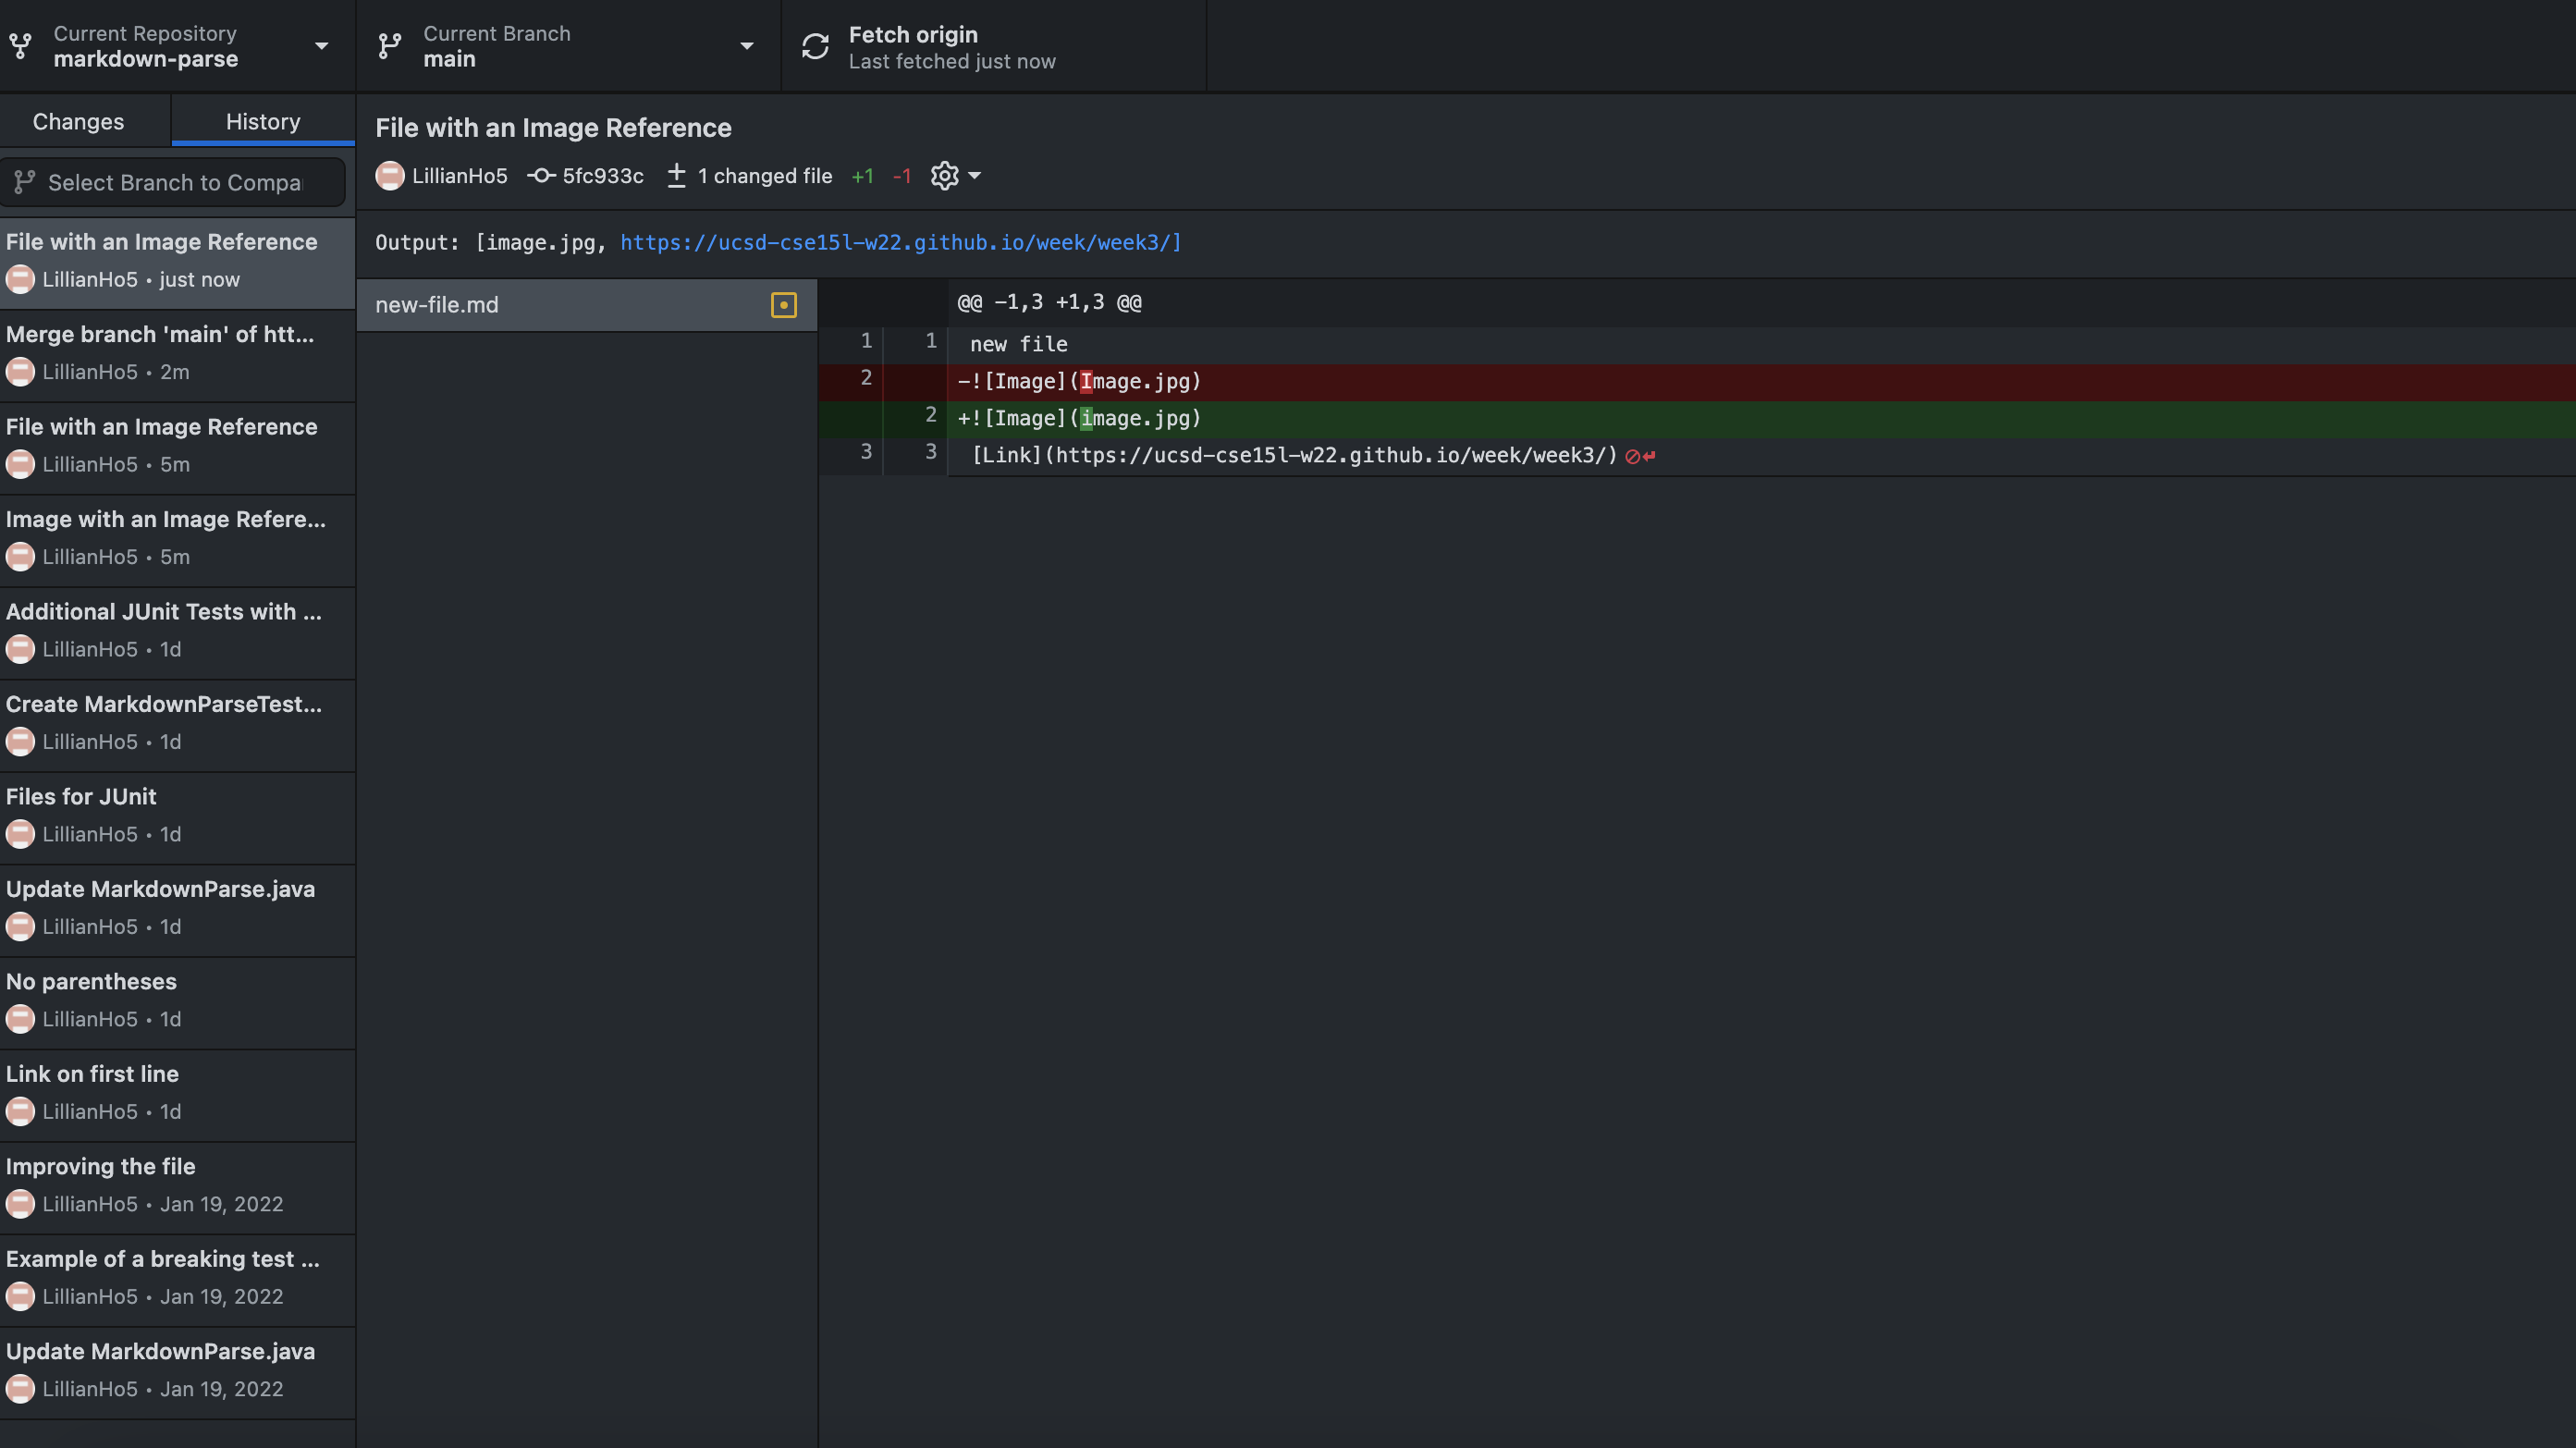 Current Repository
markdown-parse
Current Branch
main
Fetch origin
Last fetched just now
Changes
History
Select Branch to Compa
File with an Image Reference
LillianHo5 • just now
Merge branch 'main' of htt...
LillianHo5 • 2m
File with an Image Reference
LillianHo5 • 5m
Image with an Image Refere...
LillianHo5 • 5m
Additional JUnit Tests with ...
LillianHo5 • 1d
Create MarkdownParseTest...
LillianHo5 • 1d
Files for JUnit
LillianHo5 • 1d
Update MarkdownParse.java
LillianHo5 • 1d
No parentheses
LillianHo5 • 1d
Link on first line
LillianHo5 • 1d
Improving the file
LillianHo5 • Jan 19, 2022
Example of a breaking test ...
LillianHo5 • Jan 19, 2022
Update MarkdownParse.java
LillianHo5 • Jan 19, 2022
File with an Image Reference
LillianHo5 5fc933c ± 1 changed file +1 -1
Output: [image.jpg, https://ucsd-cse15l-w22.github.io/week/week3/]
new-file.md
@@ -1,3 +1,3 @@
1 1 new file
2 -![Image](Image.jpg)
2 +![Image](image.jpg)
3 3 [Link](https://ucsd-cse15l-w22.github.io/week/week3/)